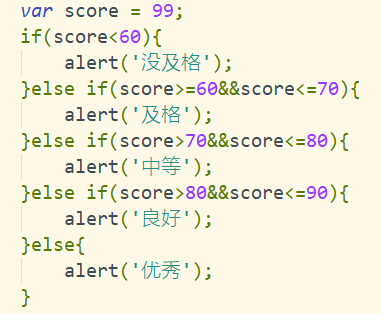 var score = 99;
if(score<60){
    alert('没及格');
}else if(score>=60&&score<=70){
    alert('及格');
}else if(score>70&&score<=80){
    alert('中等');
}else if(score>80&&score<=90){
    alert('良好');
}else{
    alert('优秀');
}